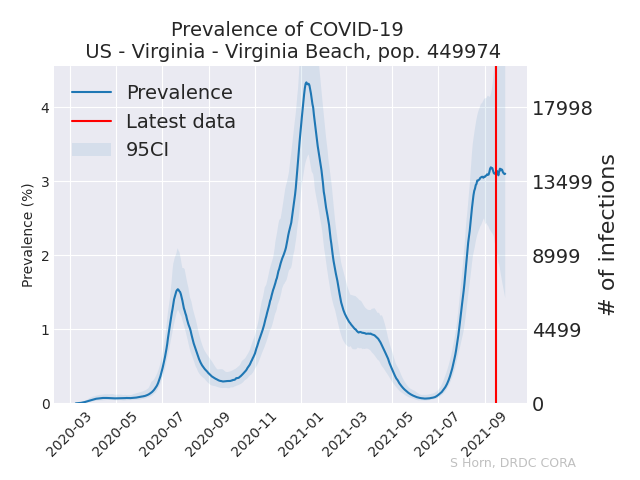 Prevalence of COVID-19
US - Virginia - Virginia Beach, pop. 449974
Prevalence
Latest data
95CI
Prevalence (%)
4
3
2
1
0
17998
13499
8999
4499
0
# of infections
2020-03
2020-05
2020-07
2020-09
2020-11
2021-01
2021-03
2021-05
2021-07
2021-09
S Horn, DRDC CORA